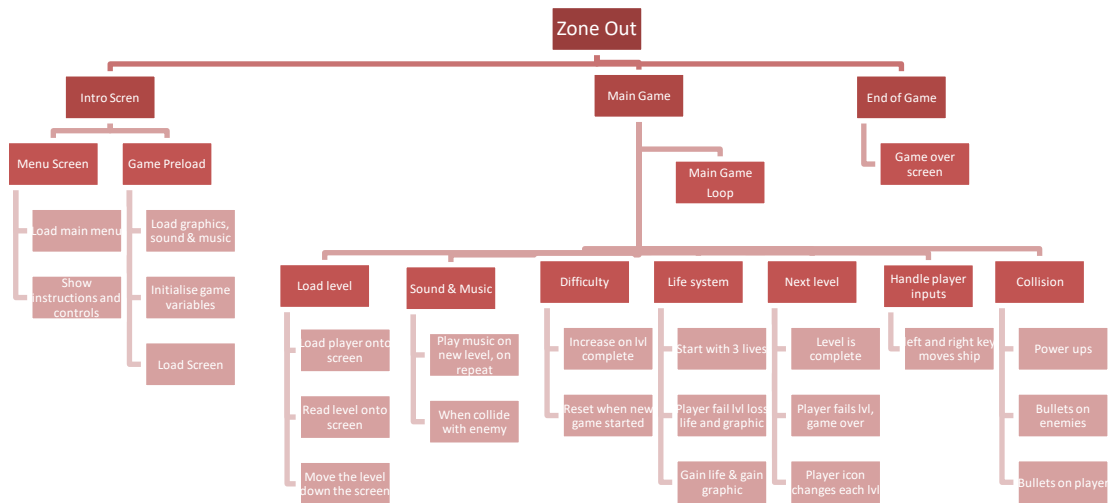 Zone Out
Intro Scren
Main Game
End of Game
Menu Screen
Game Preload
Main Game
Loop
Game over
screen
Load main menu
Show
instructions and
controls
Load graphics,
sound & music
Initialise game
variables
Load Screen
Load level
Sound & Music
Difficulty
Life system
Next level
Handle player
inputs
Collision
Load player onto
screen
Read level onto
screen
Move the level
down the screen
Play music on
new level, on
repeat
When collide
with enemy
Increase on lvl
complete
Reset when new
game started
Start with 3 lives
Player fail lvl loss
life and graphic
Gain life & gain
graphic
Level is
complete
Player fails lvl,
game over
Player icon
changes each lvl
Left and right key
moves ship
Power ups
Bullets on
enemies
Bullets on player